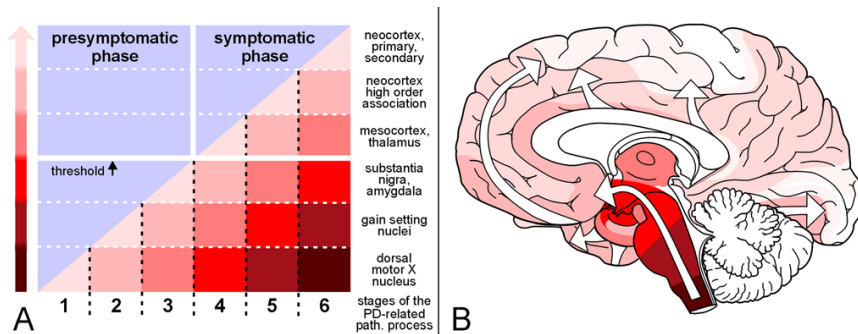 presymptomatic
phase
symptomatic
phase
neocortex,
primary,
secondary
neocortex
high order
association
mesocortex,
thalamus
threshold
substantia
nigra,
amygdala
gain setting
nuclei
dorsal
motor X
nucleus
1 2 3 4 5 6
stages of the
PD-related
path. process
A
B